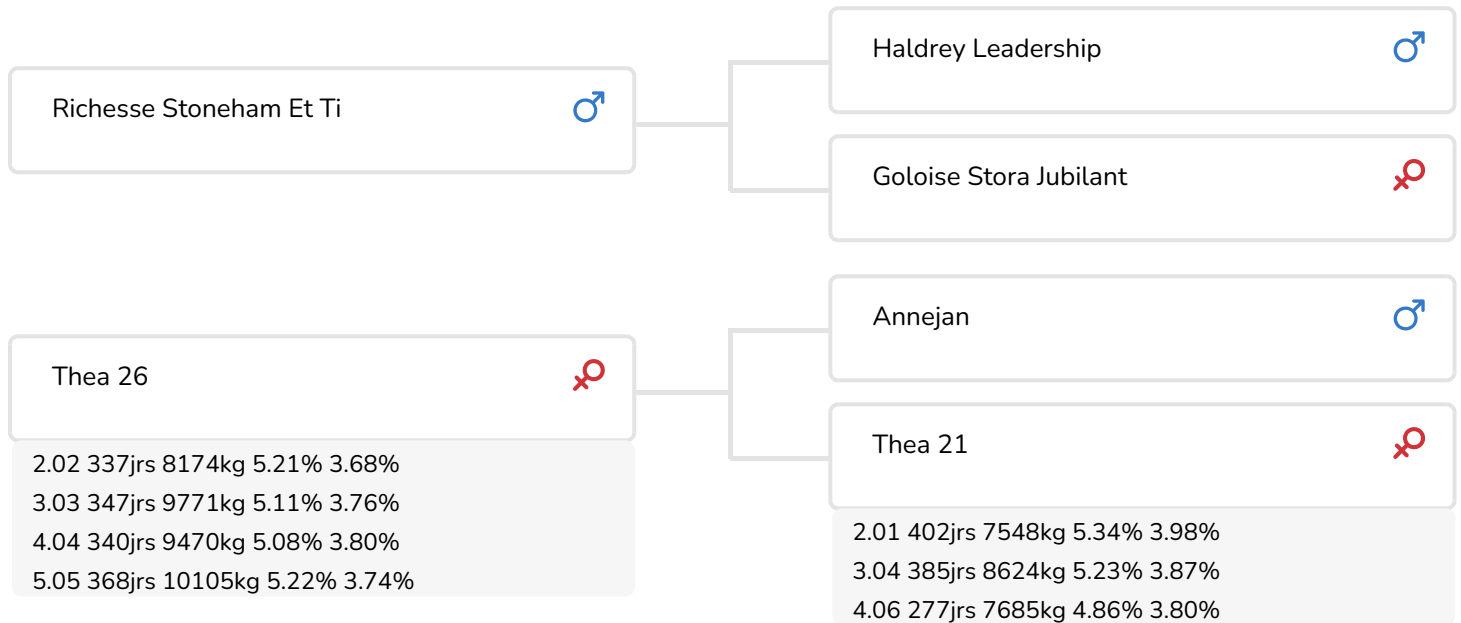 Haldrey Leadership
Richesse Stoneham Et Ti
Goloise Stora Jubilant
Annejan
Thea 26
Thea 21
2.02 337jrs 8174kg 5.21% 3.68%
3.03 347jrs 9771kg 5.11% 3.76%
4.04 340jrs 9470kg 5.08% 3.80%
5.05 368jrs 10105kg 5.22% 3.74%
2.01 402jrs 7548kg 5.34% 3.98%
3.04 385jrs 8624kg 5.23% 3.87%
4.06 277jrs 7685kg 4.86% 3.80%